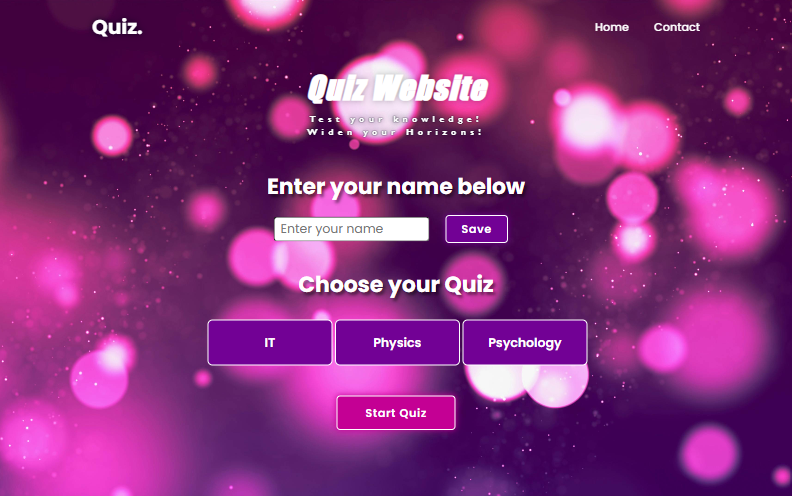 Quiz.
Home
Contact
Quiz Website
Test your knowledge!
Widen your Horizons!
Enter your name below
Enter your name
Save
Choose your Quiz
IT
Physics
Psychology
Start Quiz